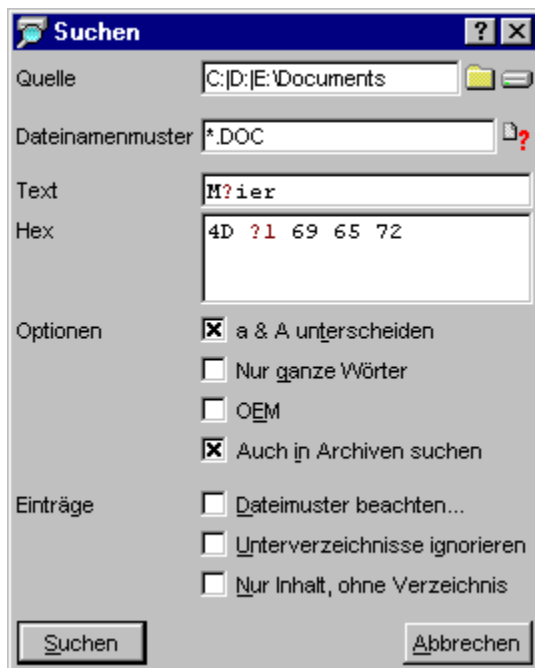 Suchen
Quelle C:|D:|E:\Documents
Dateinamenmuster *.DOC
Text M?ier
Hex 4D ?1 69 65 72
Optionen a & A unterscheiden
Nur ganze Wörter
OEM
Auch in Archiven suchen
Einträge Dateimuster beachten...
Unterverzeichnisse ignorieren
Nur Inhalt, ohne Verzeichnis
Suchen Abbrechen